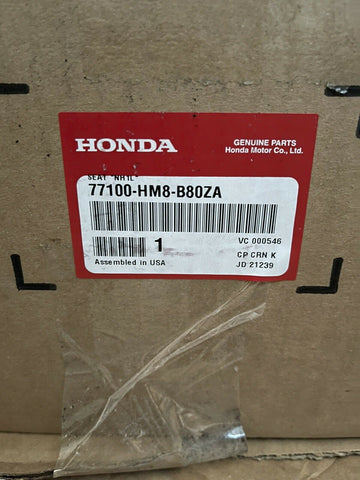 HONDA
GENUINE PARTS
Honda Motor Co., Ltd.
SEAT *NH1L*
77100-HM8-B80ZA
1
VC 000546
CP CRN K
Assembled in USA
JD 21239